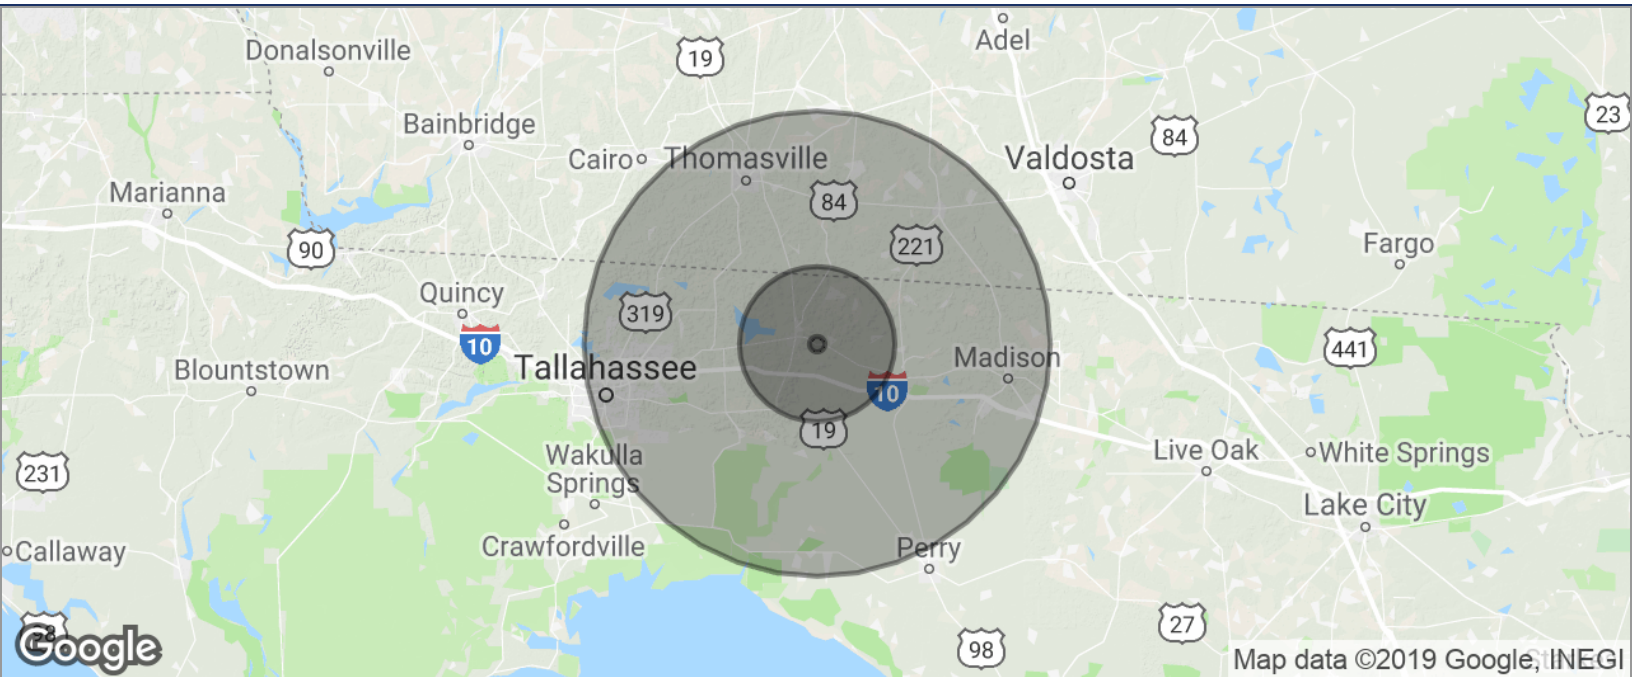 Adel
Donalsonville
19
23
Bainbridge
84
Cairo
Thomasville
Valdosta
Marianna
84
221
Fargo
90
Quincy
319
10
441
Madison
Tallahassee
Blountstown
10
19
Live Oak
White Springs
Wakulla
Springs
231
Lake City
Crawfordville
Perry
Callaway
27
98
98
Google
Map data ©2019 Google, INEGI